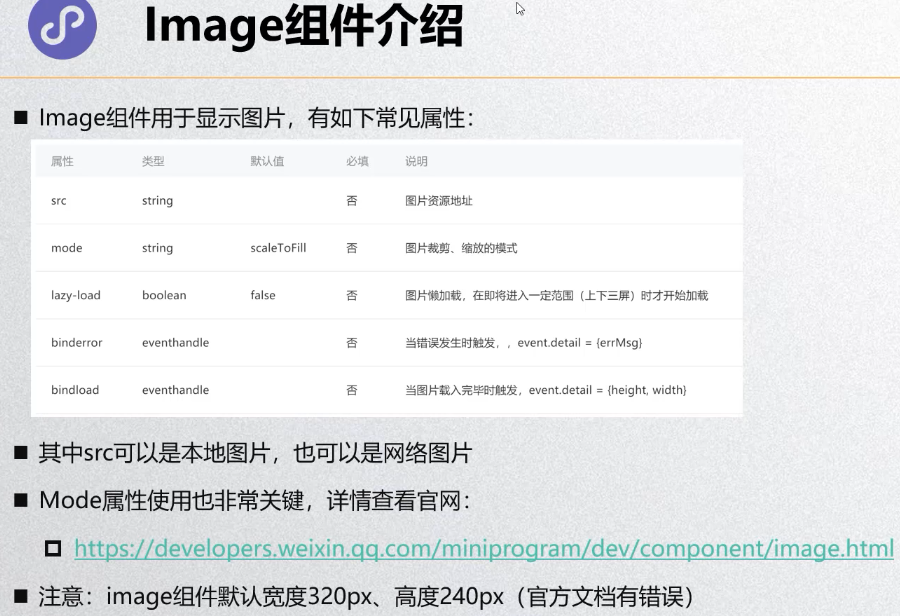 Image组件介绍
Image组件用于显示图片，有如下常见属性：
属性 类型 默认值 必填 说明
src string 否 图片资源地址
mode string scaleToFill 否 图片裁剪、缩放的模式
lazy-load boolean false 否 图片懒加载，在即将进入一定范围（上下三屏）时才开始加载
binderror eventhandle 否 当错误发生时触发，，event.detail = {errMsg}
bindload eventhandle 否 当图片载入完毕时触发，event.detail = {height, width}
其中src可以是本地图片，也可以是网络图片
Mode属性使用也非常关键，详情查看官网：
https://developers.weixin.qq.com/miniprogram/dev/component/image.html
注意：image组件默认宽度320px、高度240px（官方文档有错误）